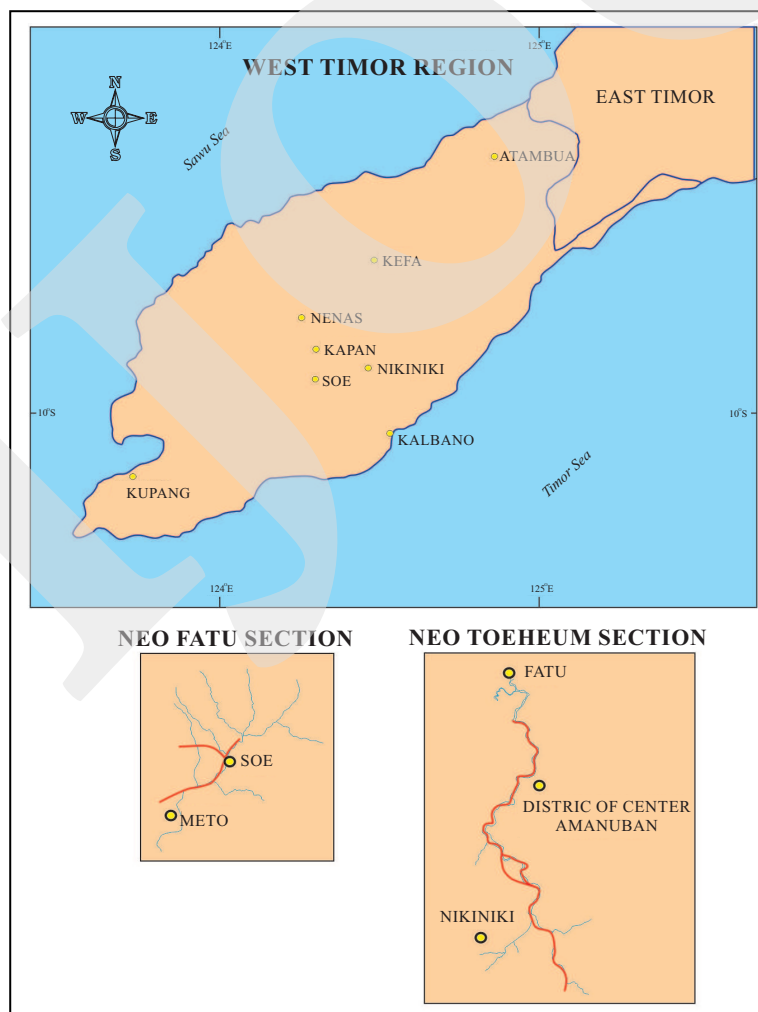 124°E 125°E
WEST TIMOR REGION
N
W E
S
Sawu Sea
EAST TIMOR
ATAMBUA
KEFA
NENAS
KAPAN
NIKINIKI
SOE
10°S 10°S
KALBANO
KUPANG
Timor Sea
124°E 125°E
NEO FATU SECTION
NEO TOEHEUM SECTION
SOE
METO
FATU
DISTRIC OF CENTER
AMANUBAN
NIKINIKI